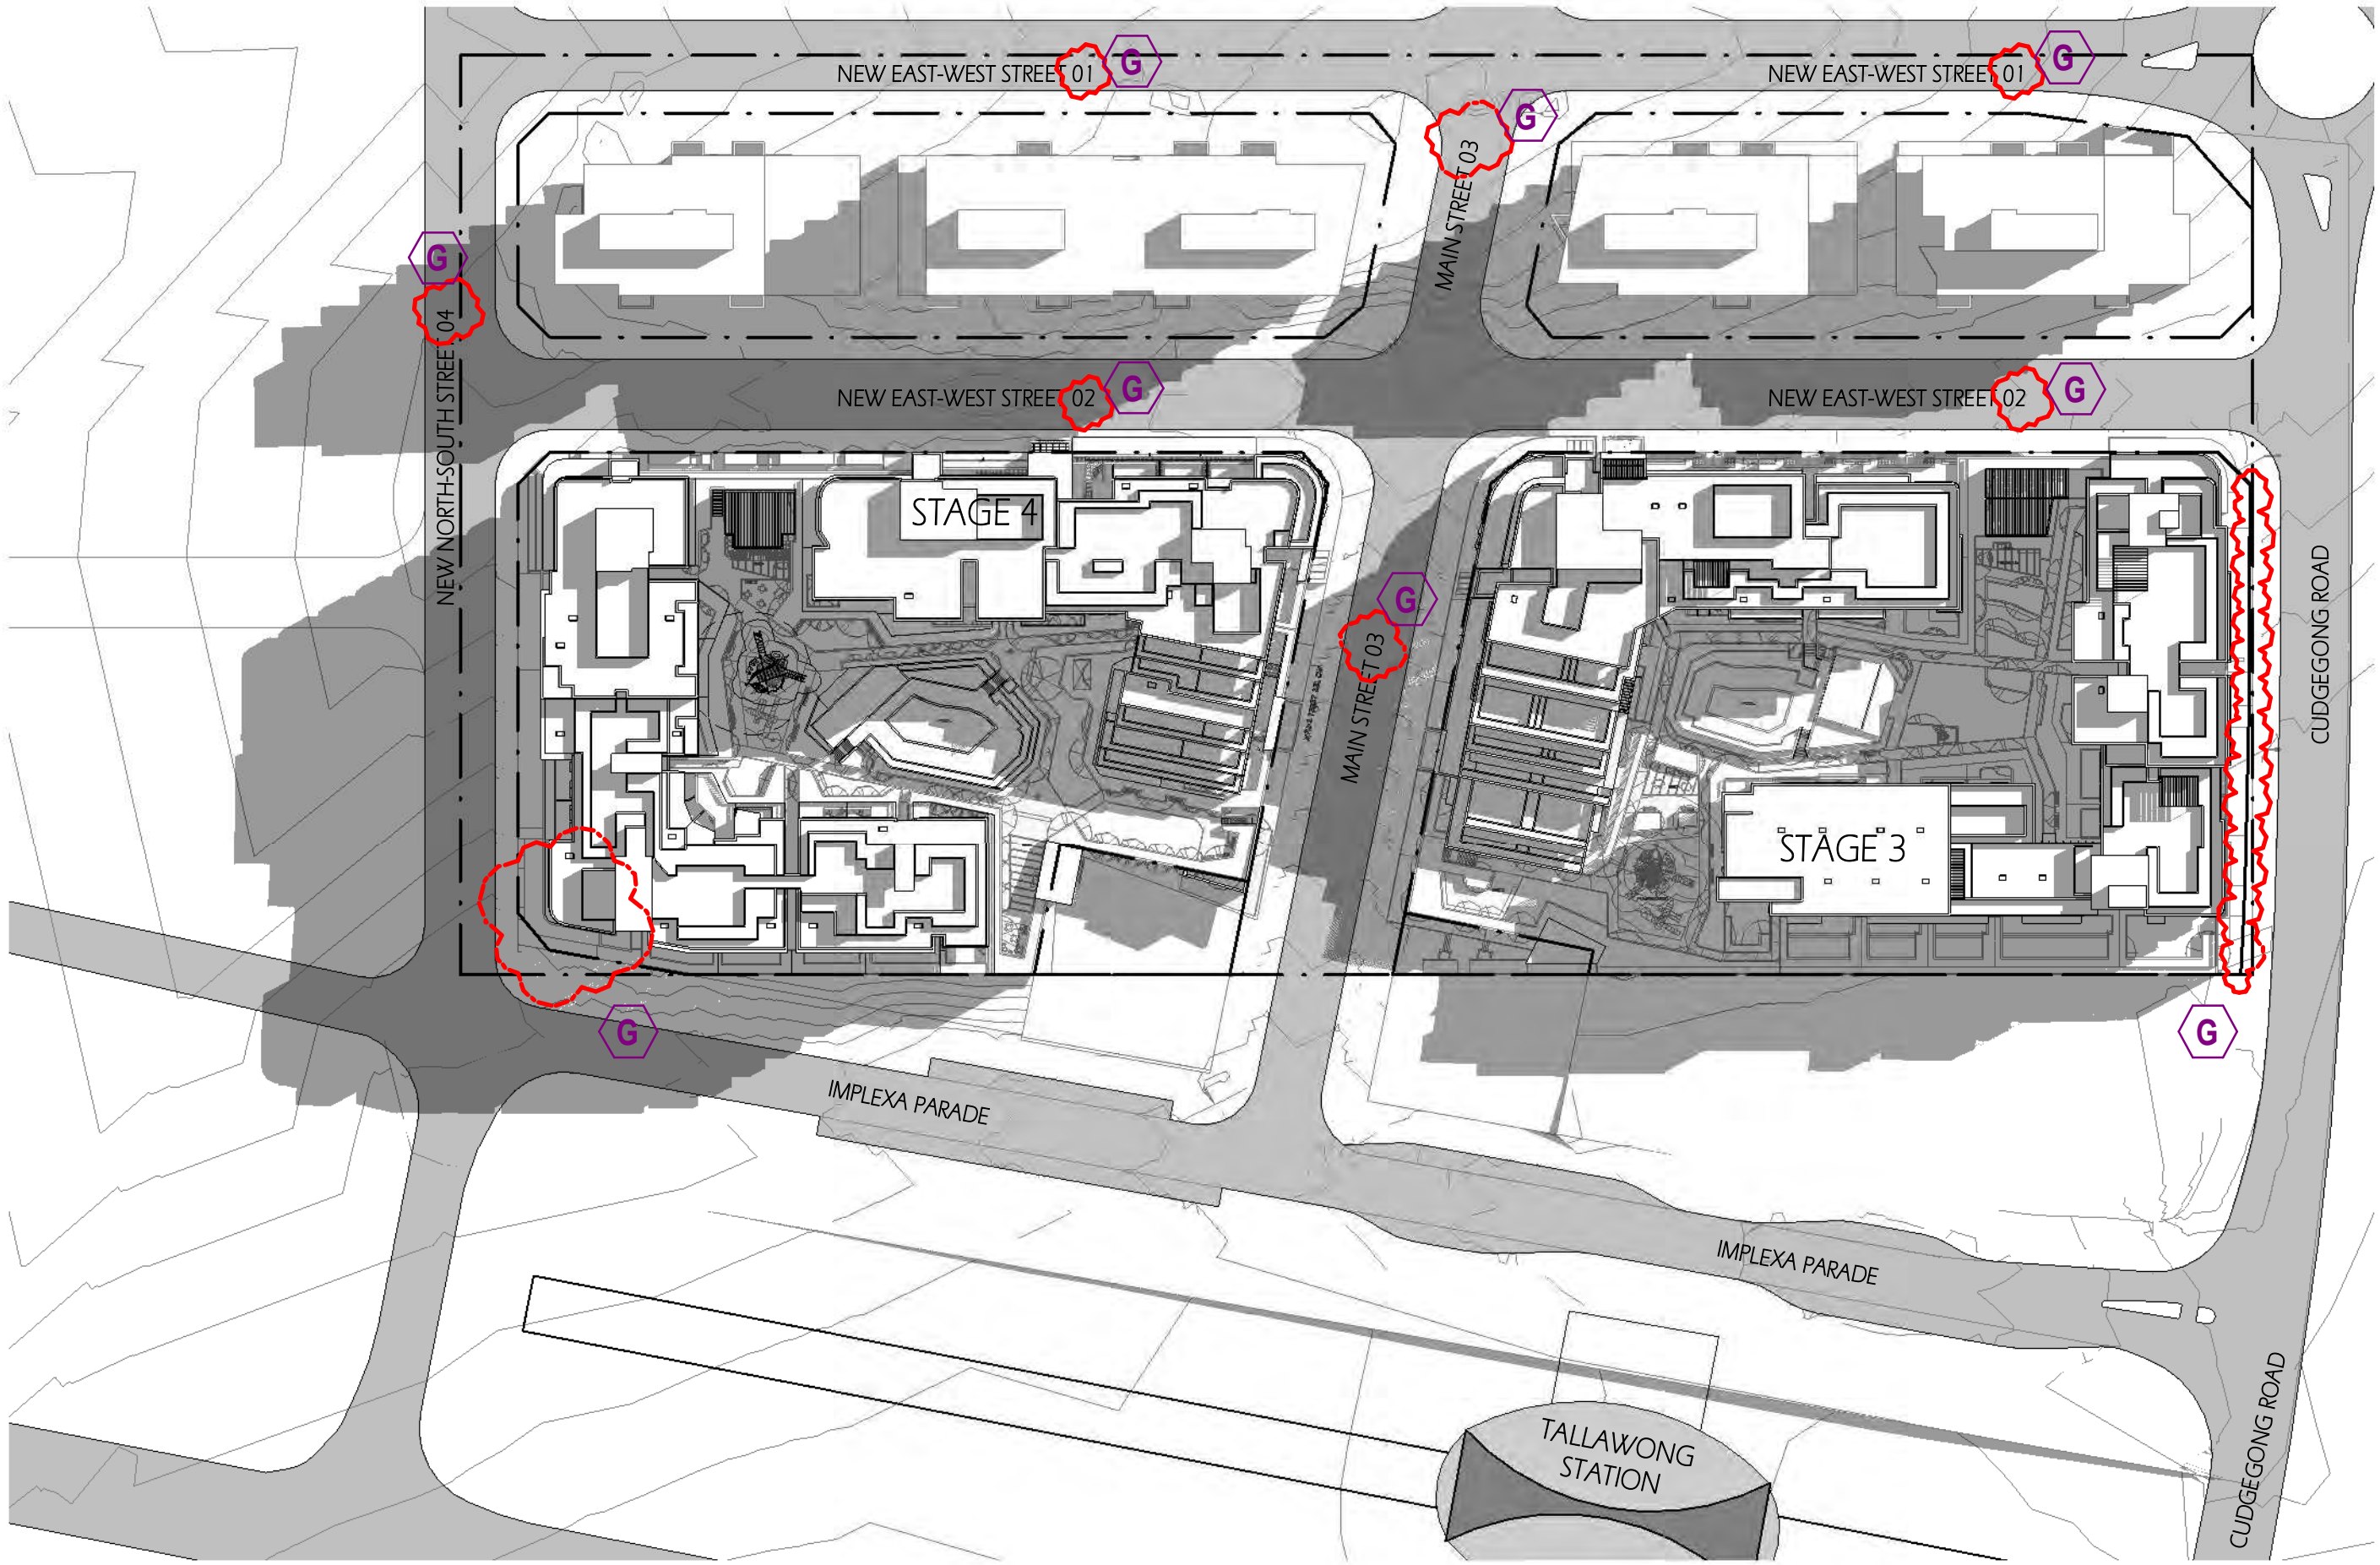 NEW EAST-WEST STREET 01
G
NEW EAST-WEST STREET 01
G
G
MAIN STREET 03
G
NEW NORTH-SOUTH STREET 04
NEW EAST-WEST STREET 02
G
NEW EAST-WEST STREET 02
G
STAGE 4
G
MAIN STREET 03
CUDGEGONG ROAD
STAGE 3
G
G
IMPLEXA PARADE
IMPLEXA PARADE
TALLAWONG
STATION
CUDGEGONG ROAD